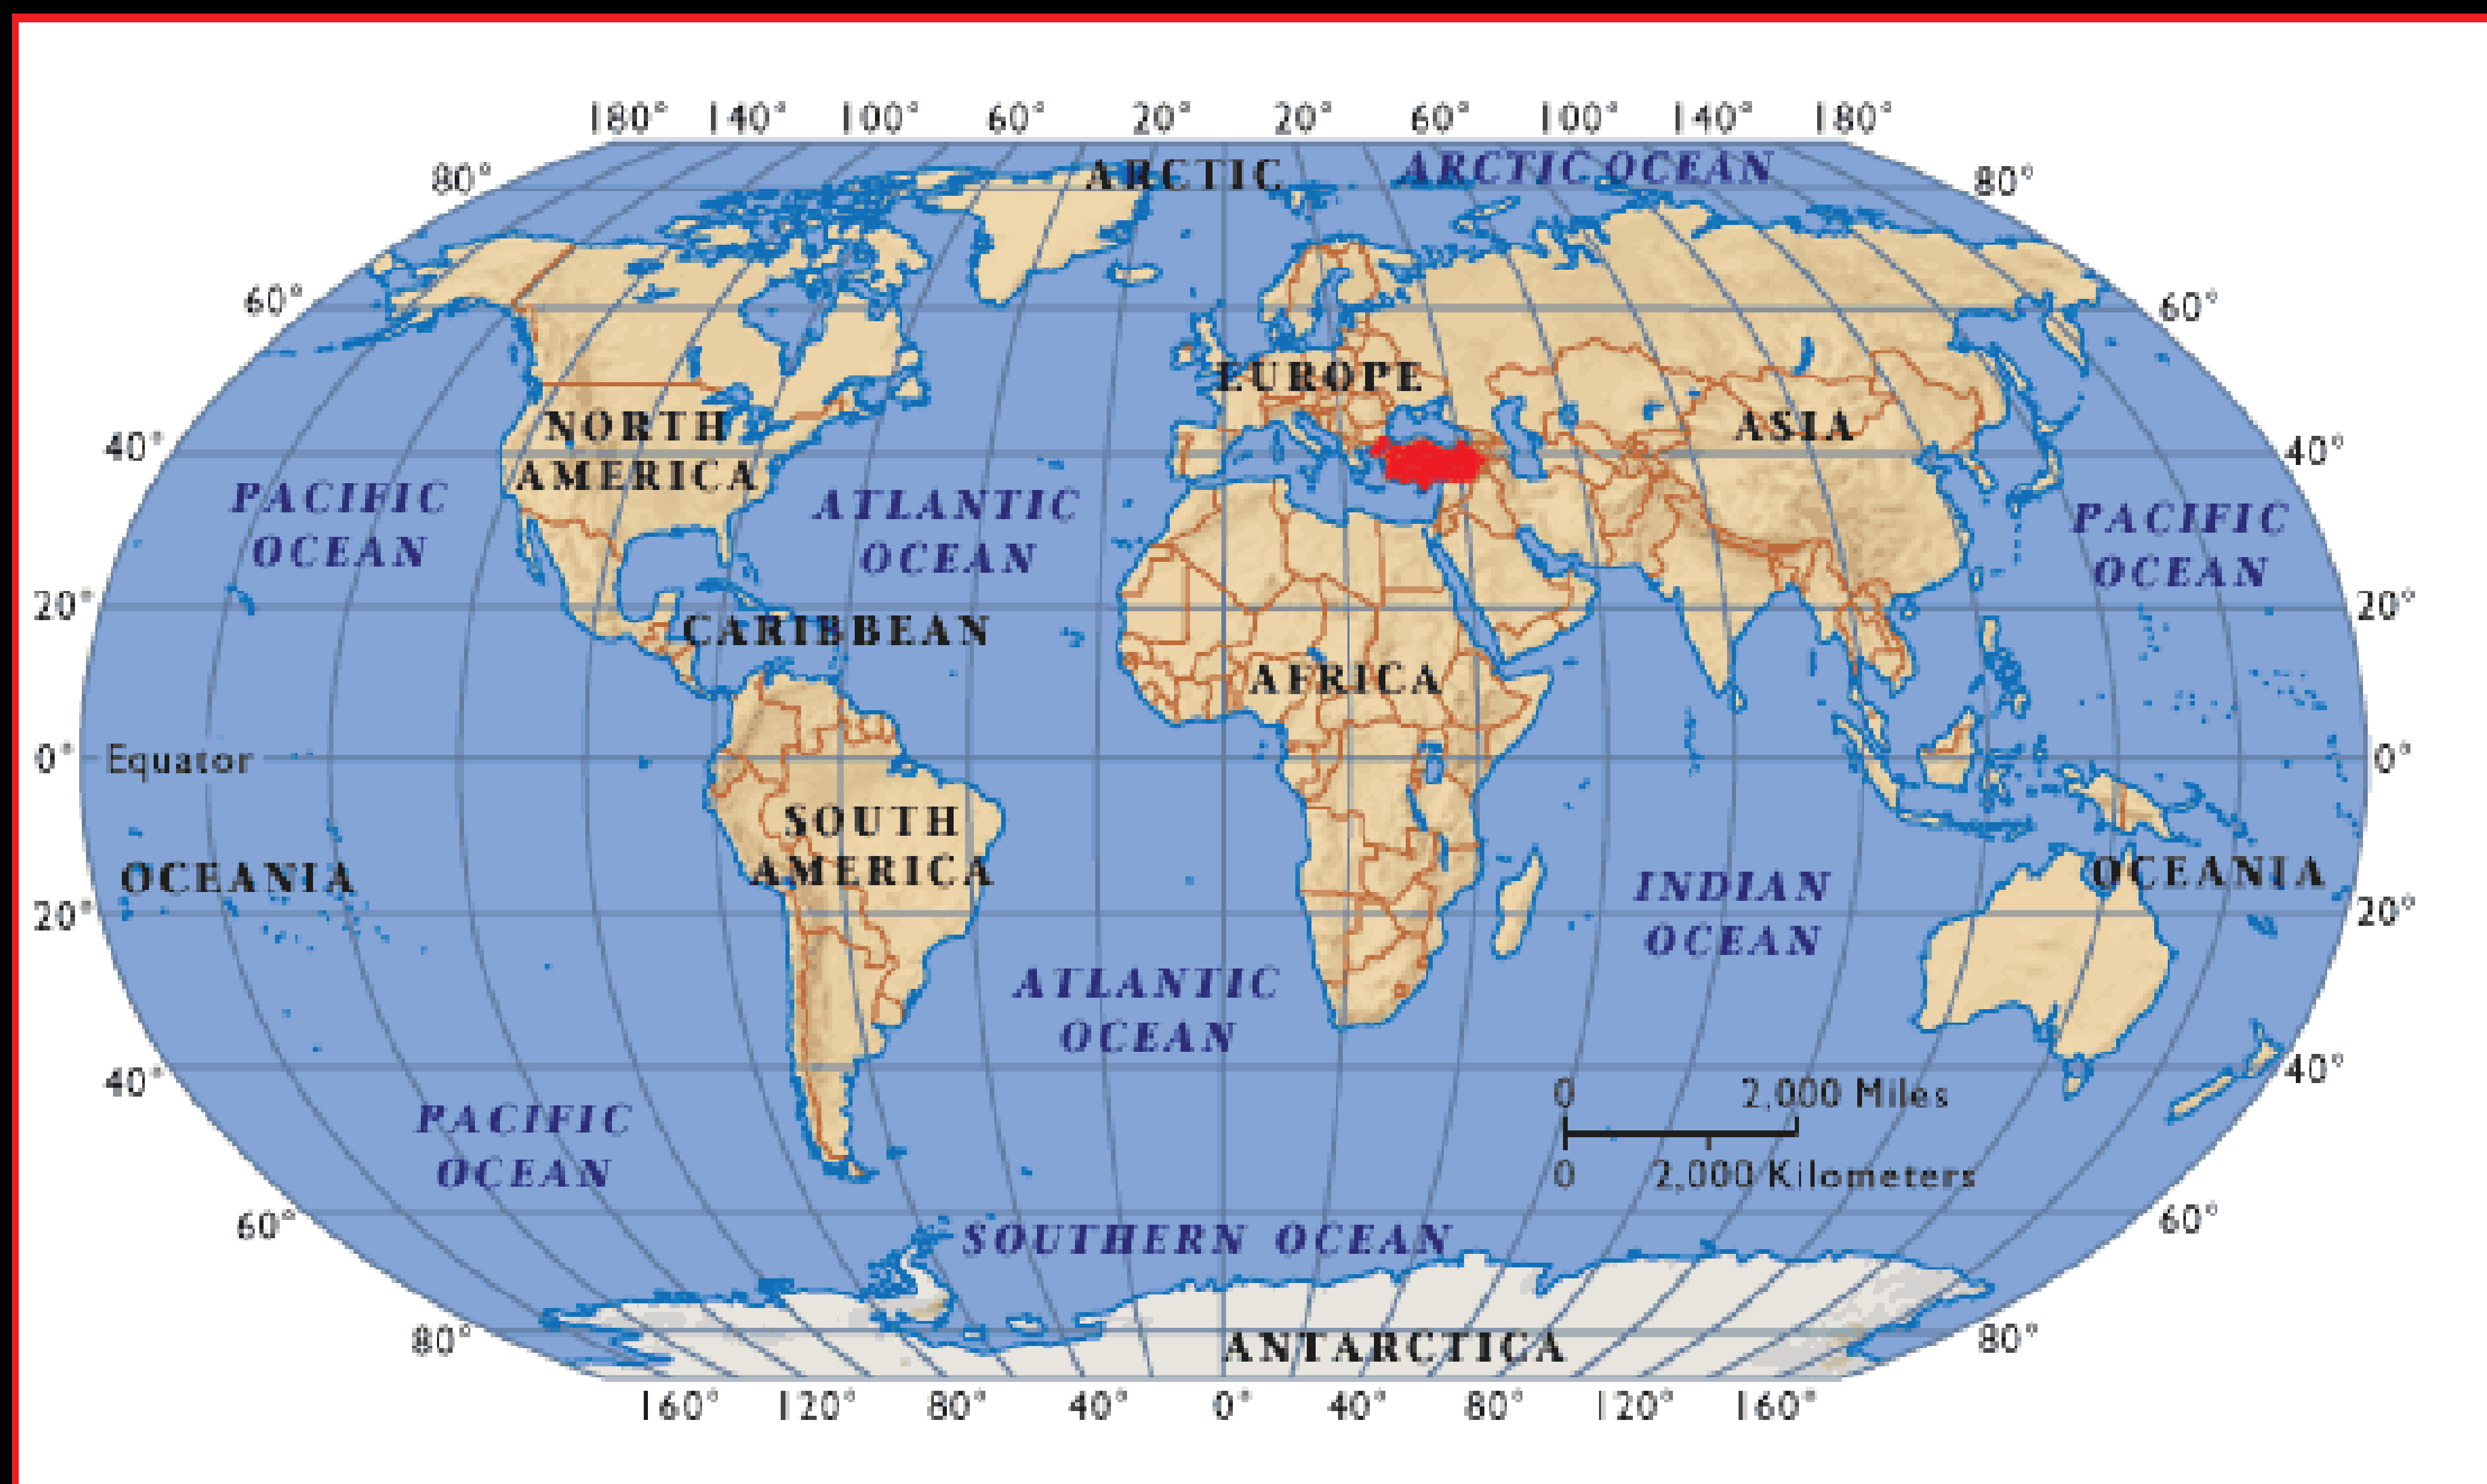 180° 140° 100° 60° 20° 20° 60° 100° 140° 180°
ARCTIC
ARCTIC OCEAN
80°
80°
60°
60°
EUROPE
ASIA
NORTH
AMERICA
40°
40°
PACIFIC
OCEAN
ATLANTIC
OCEAN
PACIFIC
OCEAN
20°
20°
CARIBBEAN
AFRICA
0°
Equator
0°
SOUTH
AMERICA
OCEANIA
INDIAN
OCEAN
OCEANIA
20°
20°
ATLANTIC
OCEAN
40°
40°
0 2,000 Miles
0 2,000 Kilometers
PACIFIC
OCEAN
60°
60°
SOUTHERN OCEAN
80°
80°
ANTARCTICA
160° 120° 80° 40° 0° 40° 80° 120° 160°